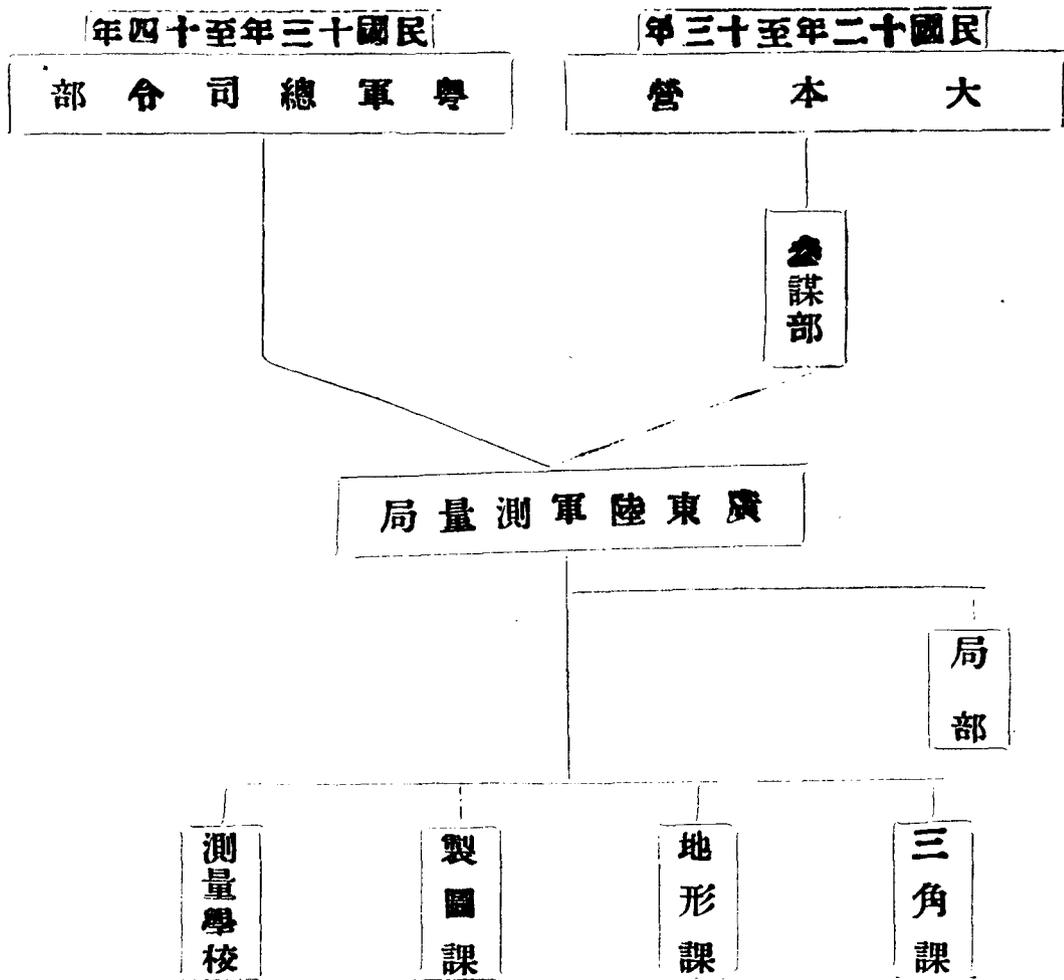 民國十二年至十三年
大本營
參謀部
民國十三年至十四年
粵軍總司令部
廣東陸軍測量局
局部
三角課
地形課
製圖課
測量學校